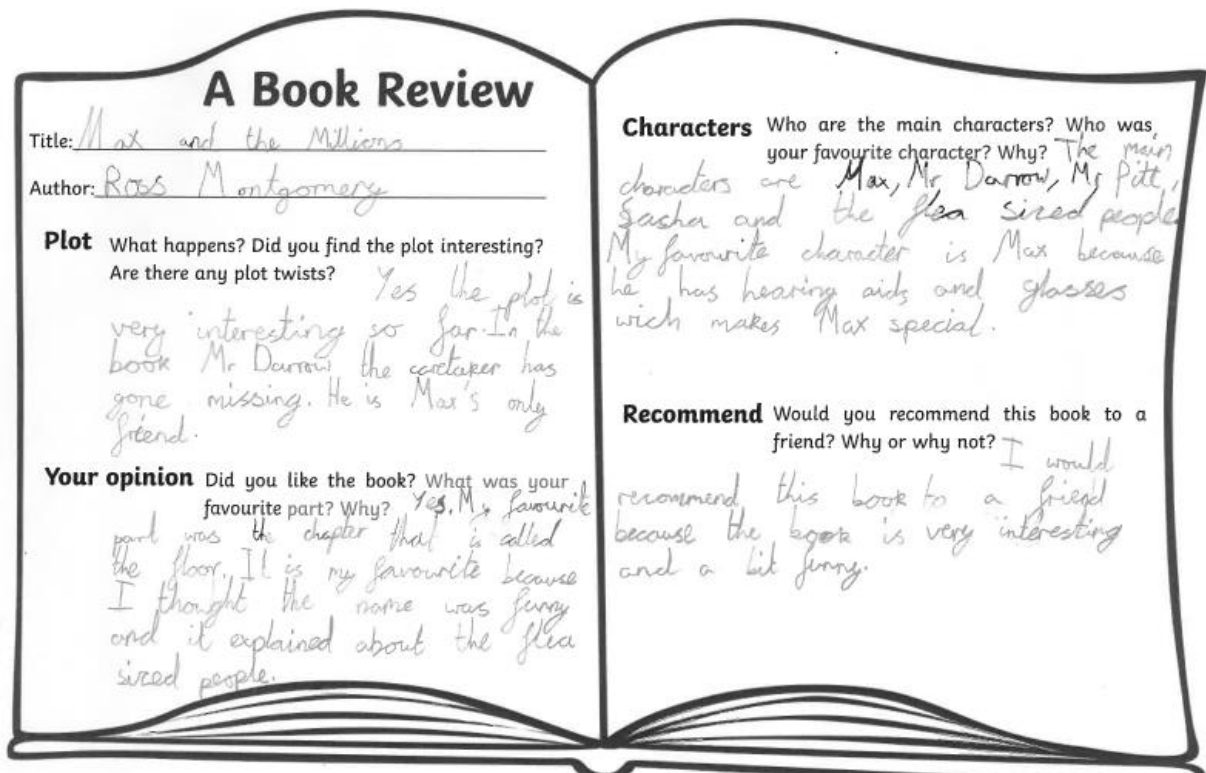 A Book Review
Title: Max and the Millions
Author: Ross Montgomery
Plot What happens? Did you find the plot interesting?
Are there any plot twists?
Yes the plot is
very interesting so far. In the
book Mr Darrow the caretaker has
gone missing. He is Max's only
friend.
Your opinion Did you like the book? What was your
favourite part? Why? Yes. My favourite
part was the chapter that is called
the floor. It is my favourite because
I thought the name was funny
and it explained about the flea
sized people.
Characters Who are the main characters? Who was
your favourite character? Why? The main
characters are Max, Mr Darrow, Mr Pitt,
Sasha and the flea sized people
My favourite character is Max because
he has hearing aids and glasses
wich makes Max special.
Recommend Would you recommend this book to a
friend? Why or why not? I would
recommend this book to a friend
because the book is very interesting
and a bit funny.